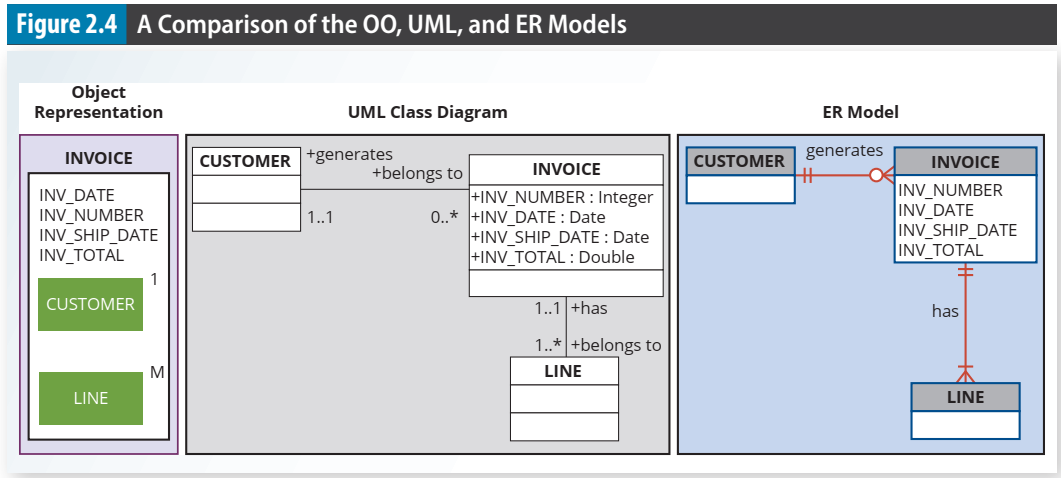 Figure 2.4 A Comparison of the OO, UML, and ER Models
Object
Representation
INVOICE
INV_DATE
INV_NUMBER
INV_SHIP_DATE
INV_TOTAL
1
CUSTOMER
M
LINE
UML Class Diagram
CUSTOMER
+generates
+belongs to
1..1
0..*
INVOICE
+INV_NUMBER : Integer
+INV_DATE : Date
+INV_SHIP_DATE : Date
+INV_TOTAL : Double
1..1 +has
1..* +belongs to
LINE
ER Model
CUSTOMER
generates
INVOICE
INV_NUMBER
INV_DATE
INV_SHIP_DATE
INV_TOTAL
has
LINE